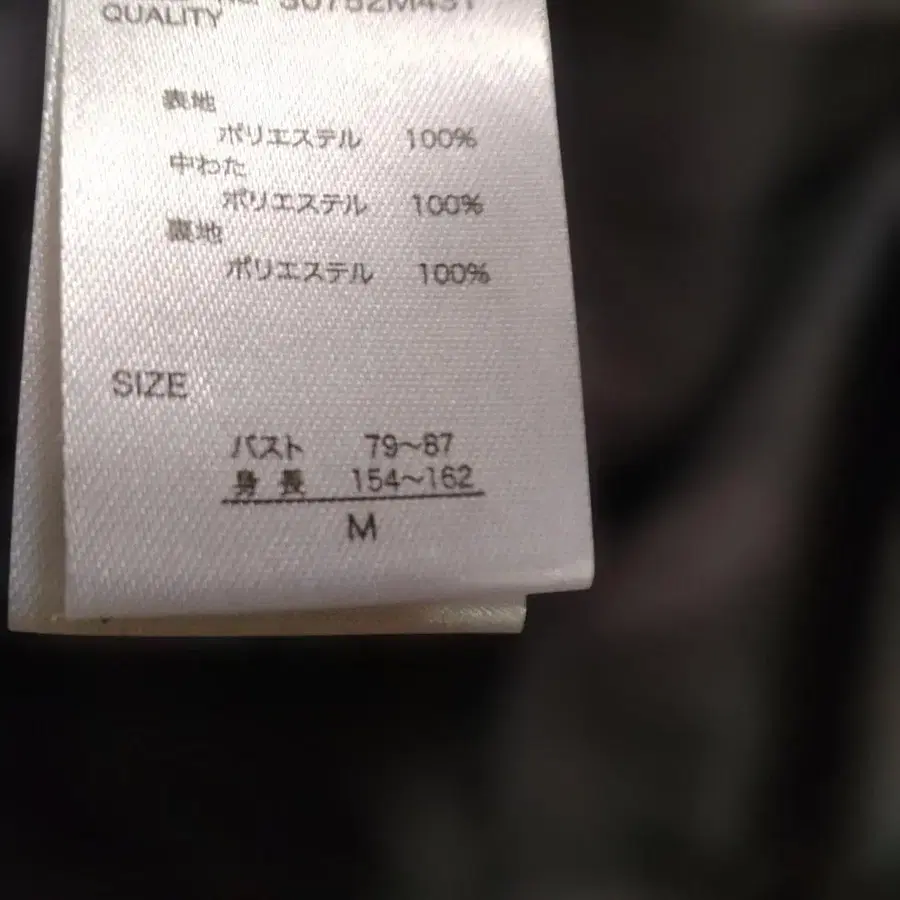 QUALITY
表地
ポリエステル 100%
中わた
ポリエステル 100%
裏地
ポリエステル 100%
SIZE
バスト 79~87
身長 154~162
M